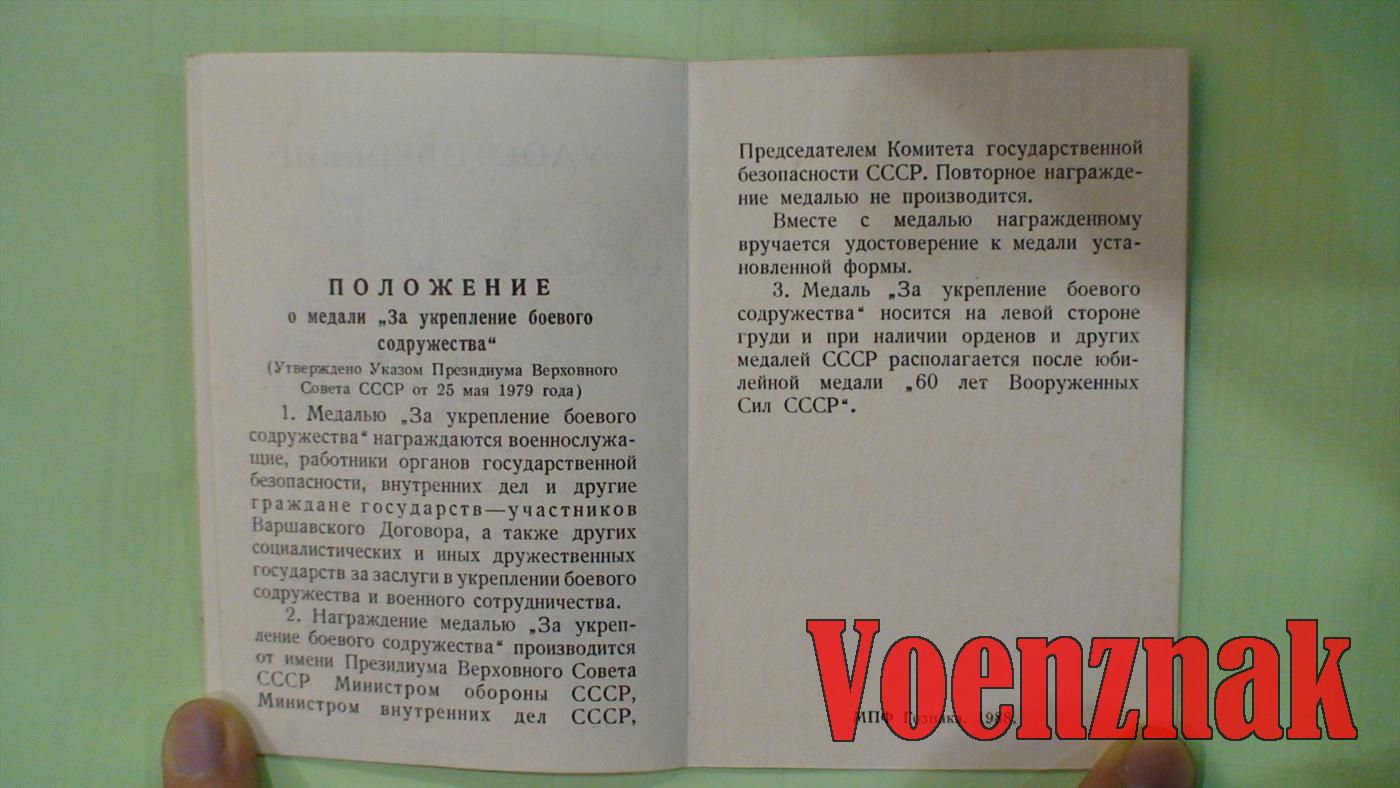 ПОЛОЖЕНИЕ
о медали „За укрепление боевого
содружества“
(Утверждено Указом Президиума Верховного
Совета СССР от 25 мая 1979 года)
1. Медалью „За укрепление боевого
содружества“ награждаются военнослужа-
щие, работники органов государственной
безопасности, внутренних дел и другие
граждане государств—участников
Варшавского Договора, а также других
социалистических и иных дружественных
государств за заслуги в укреплении боевого
содружества и военного сотрудничества.
2. Награждение медалью „За укреп-
ление боевого содружества“ производится
от имени Президиума Верховного Совета
СССР Министром обороны СССР,
Министром внутренних дел СССР,
Председателем Комитета государственной
безопасности СССР. Повторное награжде-
ние медалью не производится.
Вместе с медалью награжденному
вручается удостоверение к медали уста-
новленной формы.
3. Медаль „За укрепление боевого
содружества“ носится на левой стороне
груди и при наличии орденов и других
медалей СССР располагается после юби-
лейной медали „60 лет Вооруженных
Сил СССР“.
МПФ Гознака. 1988.
Voenznak